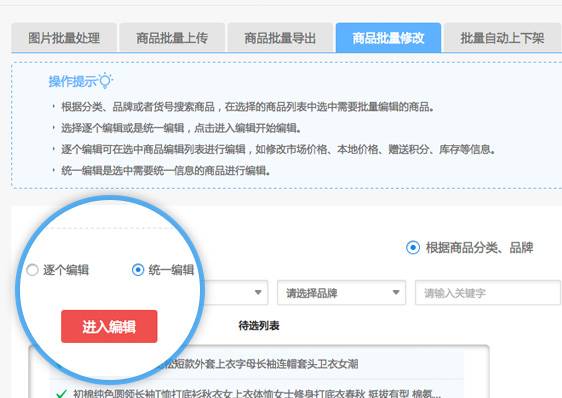 图片批量处理
商品批量上传
商品批量导出
商品批量修改
批量自动上下架
操作提示
根据分类、品牌或者货号搜索商品，在选择的商品列表中选中需要批量编辑的商品。
选择逐个编辑或是统一编辑，点击进入编辑开始编辑。
逐个编辑可在选中商品编辑列表进行编辑，如修改市场价格、本地价格、赠送积分、库存等信息。
统一编辑是选中需要统一信息的商品进行编辑。
根据商品分类、品牌
逐个编辑
统一编辑
请选择品牌
请输入关键字
进入编辑
待选列表
松短款外套上衣字母长袖连帽套头卫衣女潮
初棉纯色圆领长袖T恤打底衫秋衣女上衣体恤女士修身打底衣春秋 挺拔有型 棉氨...